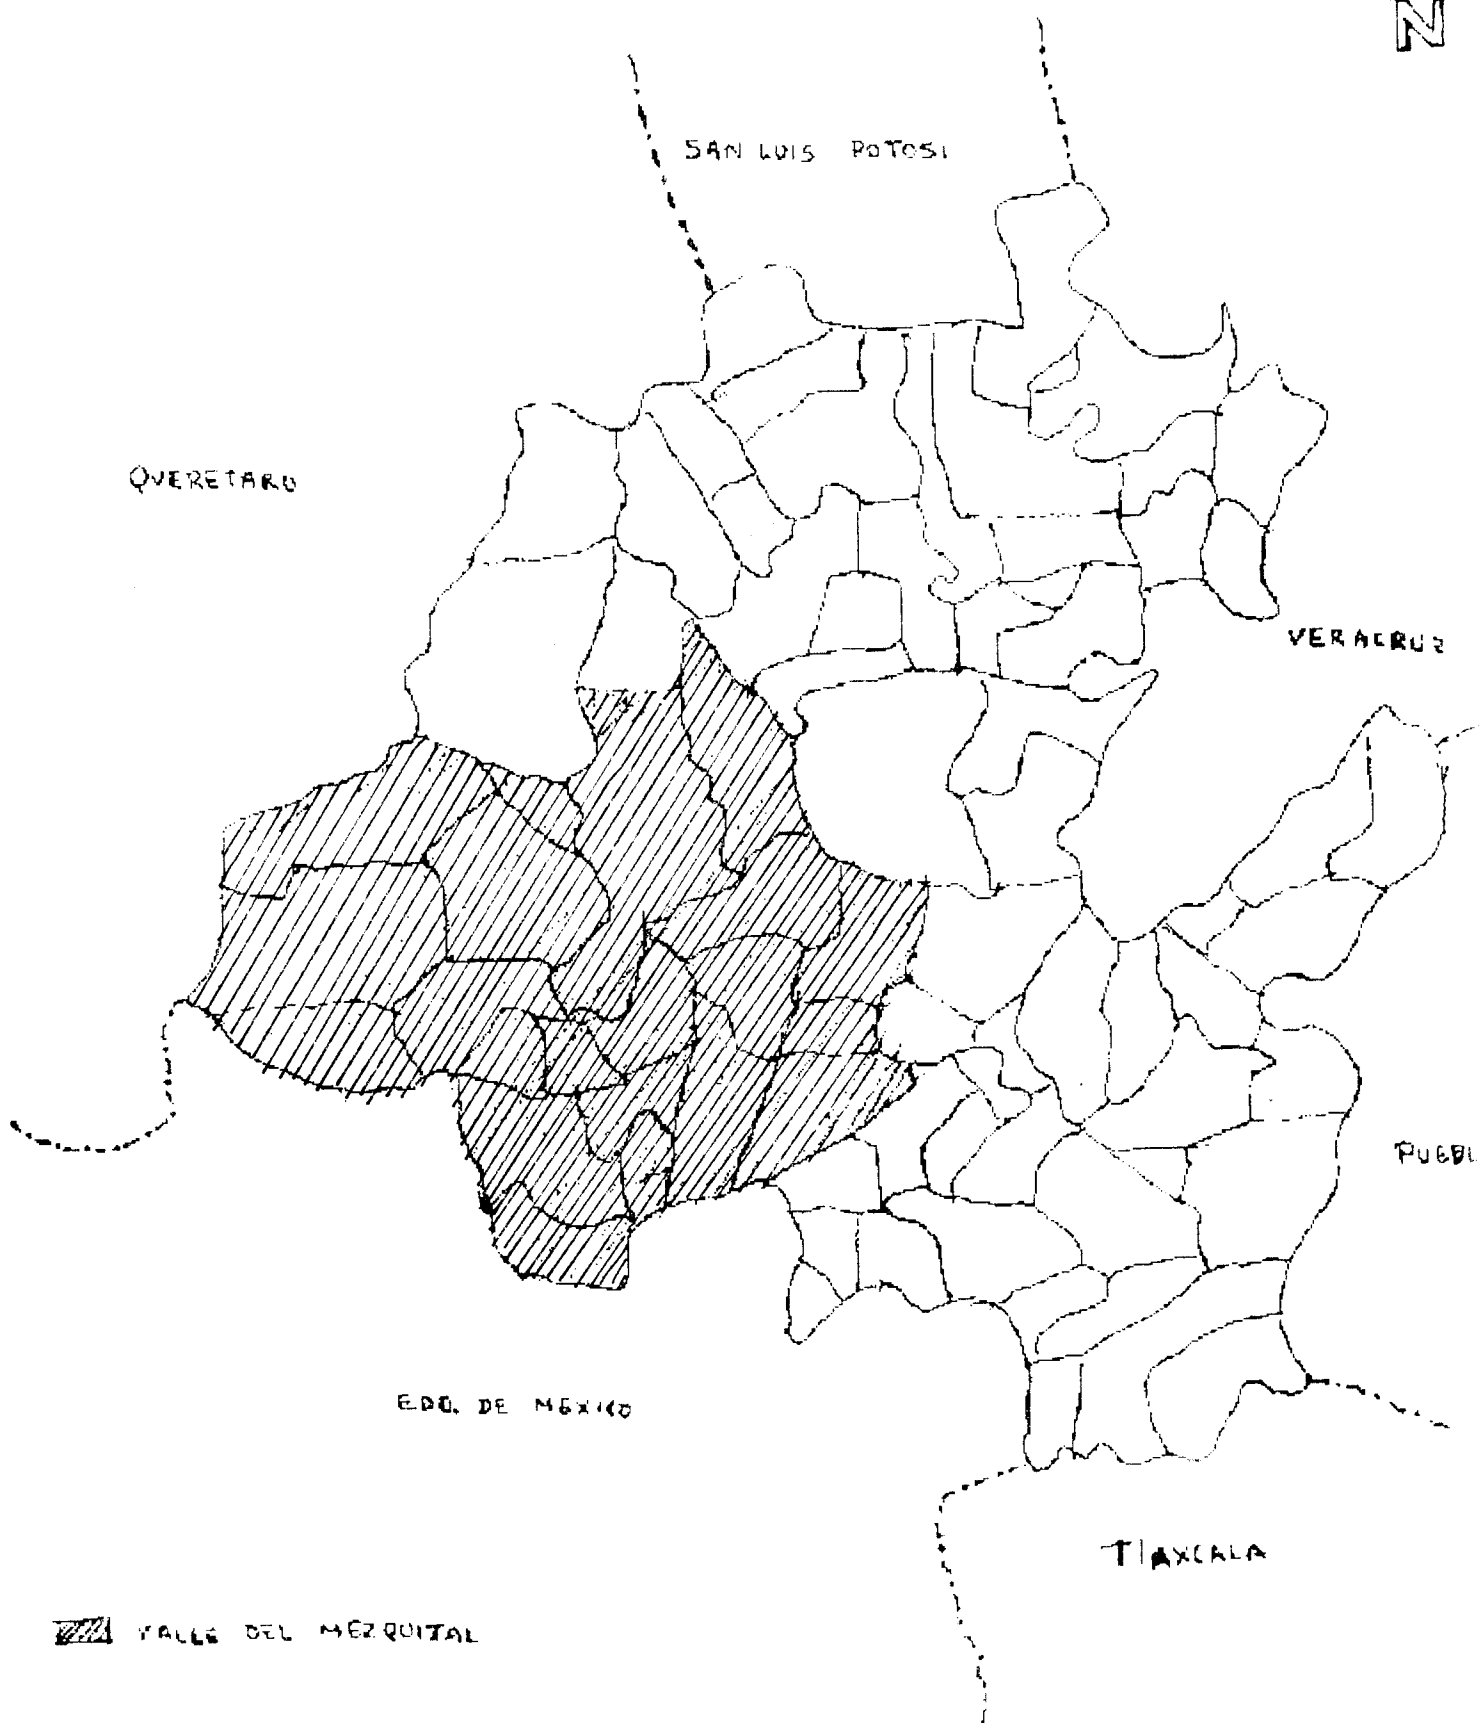 N
SAN LUIS POTOSI
QUERETARO
VERACRUZ
PUEBL
EDO. DE MEXICO
TlAXCALA
VALLE DEL MEZQUITAL